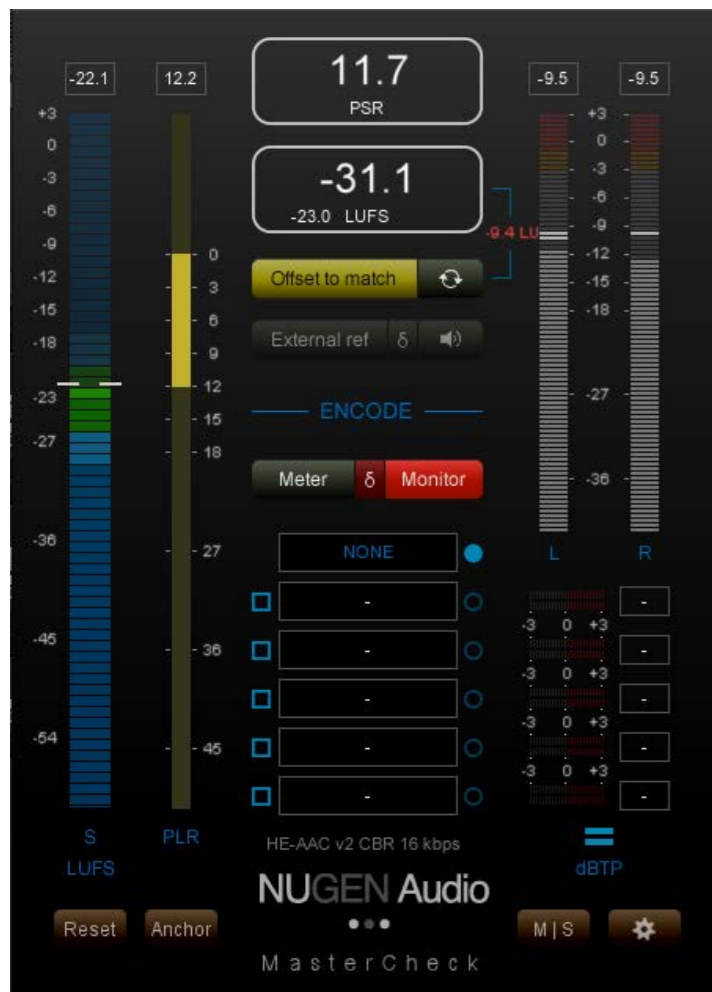 -22.1 12.2 11.7 -9.5 -9.5
PSR
+3
0
-3
-6
-9
-12
-15
-18
-23
-27
-36
-45
-54
S
LUFS
0
3
6
9
12
15
18
27
36
45
PLR
-31.1
-23.0 LUFS
-9.4 LU
Offset to match
External ref δ
ENCODE
Meter δ Monitor
NONE
-
-
-
-
-
HE-AAC v2 CBR 16 kbps
NUGEN Audio
MasterCheck
+3
0
-3
-6
-9
-12
-15
-18
-27
-36
L R
-
-3 0 +3
-
-3 0 +3
-
-3 0 +3
-
-3 0 +3
-
dBTP
Reset Anchor M | S